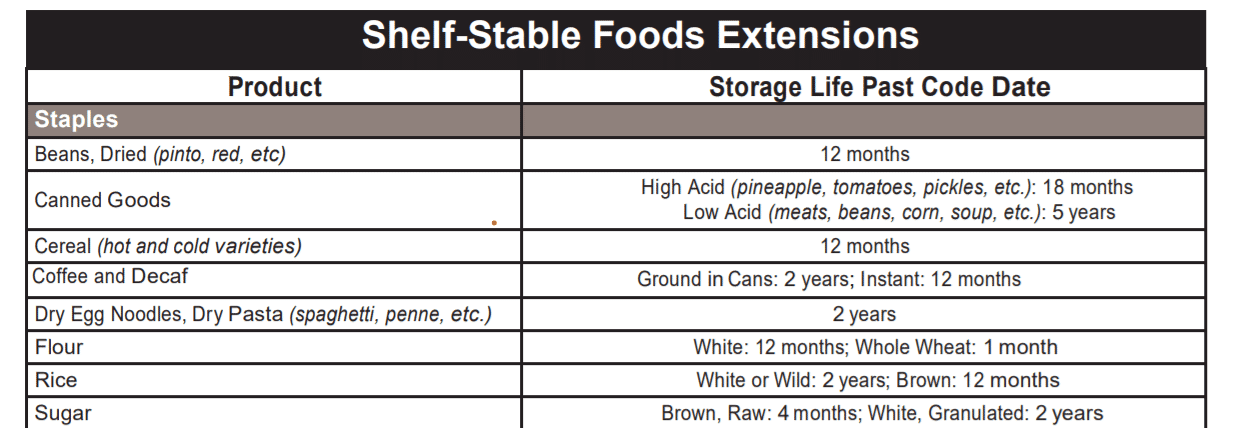 Shelf-Stable Foods Extensions
Product Storage Life Past Code Date
Staples
Beans, Dried (pinto, red, etc) 12 months
Canned Goods High Acid (pineapple, tomatoes, pickles, etc.): 18 months
Low Acid (meats, beans, corn, soup, etc.): 5 years
Cereal (hot and cold varieties) 12 months
Coffee and Decaf Ground in Cans: 2 years; Instant: 12 months
Dry Egg Noodles, Dry Pasta (spaghetti, penne, etc.) 2 years
Flour White: 12 months; Whole Wheat: 1 month
Rice White or Wild: 2 years; Brown: 12 months
Sugar Brown, Raw: 4 months; White, Granulated: 2 years